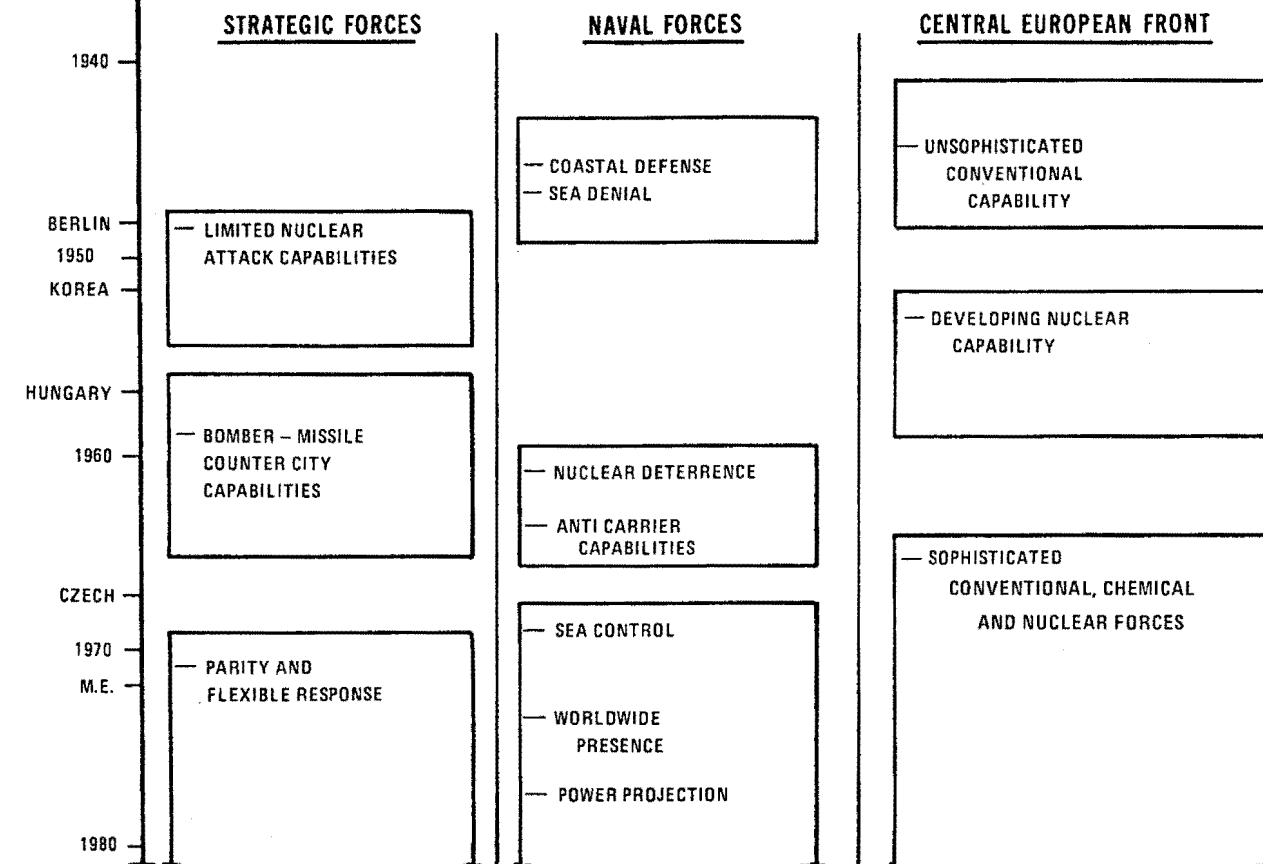 STRATEGIC FORCES
NAVAL FORCES
CENTRAL EUROPEAN FRONT
1940
BERLIN
1950
KOREA
HUNGARY
1960
CZECH
1970
M.E.
1980
— LIMITED NUCLEAR
ATTACK CAPABILITIES
— BOMBER – MISSILE
COUNTER CITY
CAPABILITIES
— PARITY AND
FLEXIBLE RESPONSE
— COASTAL DEFENSE
— SEA DENIAL
— NUCLEAR DETERRENCE
— ANTI CARRIER
CAPABILITIES
— SEA CONTROL
— WORLDWIDE
PRESENCE
— POWER PROJECTION
— UNSOPHISTICATED
CONVENTIONAL
CAPABILITY
— DEVELOPING NUCLEAR
CAPABILITY
— SOPHISTICATED
CONVENTIONAL, CHEMICAL
AND NUCLEAR FORCES